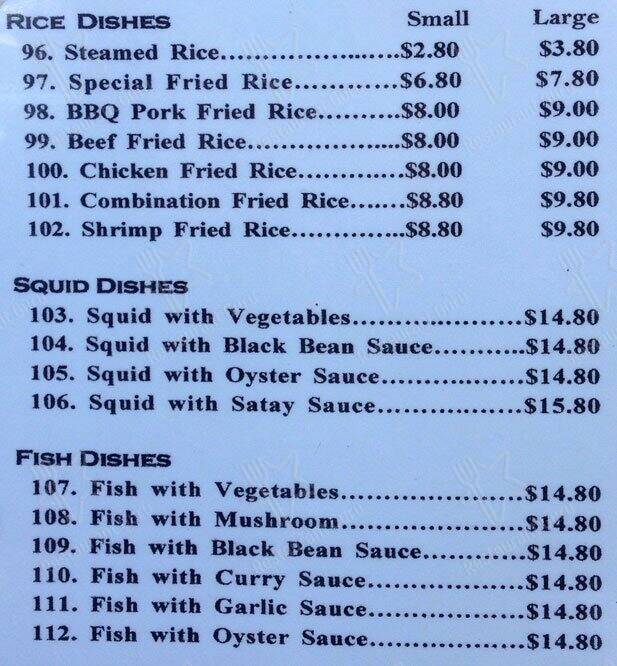 RICE DISHES Small Large
96. Steamed Rice.......................$2.80 $3.80
97. Special Fried Rice.............$6.80 $7.80
98. BBQ Pork Fried Rice..........$8.00 $9.00
99. Beef Fried Rice...................$8.00 $9.00
100. Chicken Fried Rice.............$8.00 $9.00
101. Combination Fried Rice.......$8.80 $9.80
102. Shrimp Fried Rice..............$8.80 $9.80
SQUID DISHES
103. Squid with Vegetables.....................$14.80
104. Squid with Black Bean Sauce...........$14.80
105. Squid with Oyster Sauce.................$14.80
106. Squid with Satay Sauce..................$15.80
FISH DISHES
107. Fish with Vegetables......................$14.80
108. Fish with Mushroom......................$14.80
109. Fish with Black Bean Sauce............$14.80
110. Fish with Curry Sauce...................$14.80
111. Fish with Garlic Sauce...................$14.80
112. Fish with Oyster Sauce...................$14.80